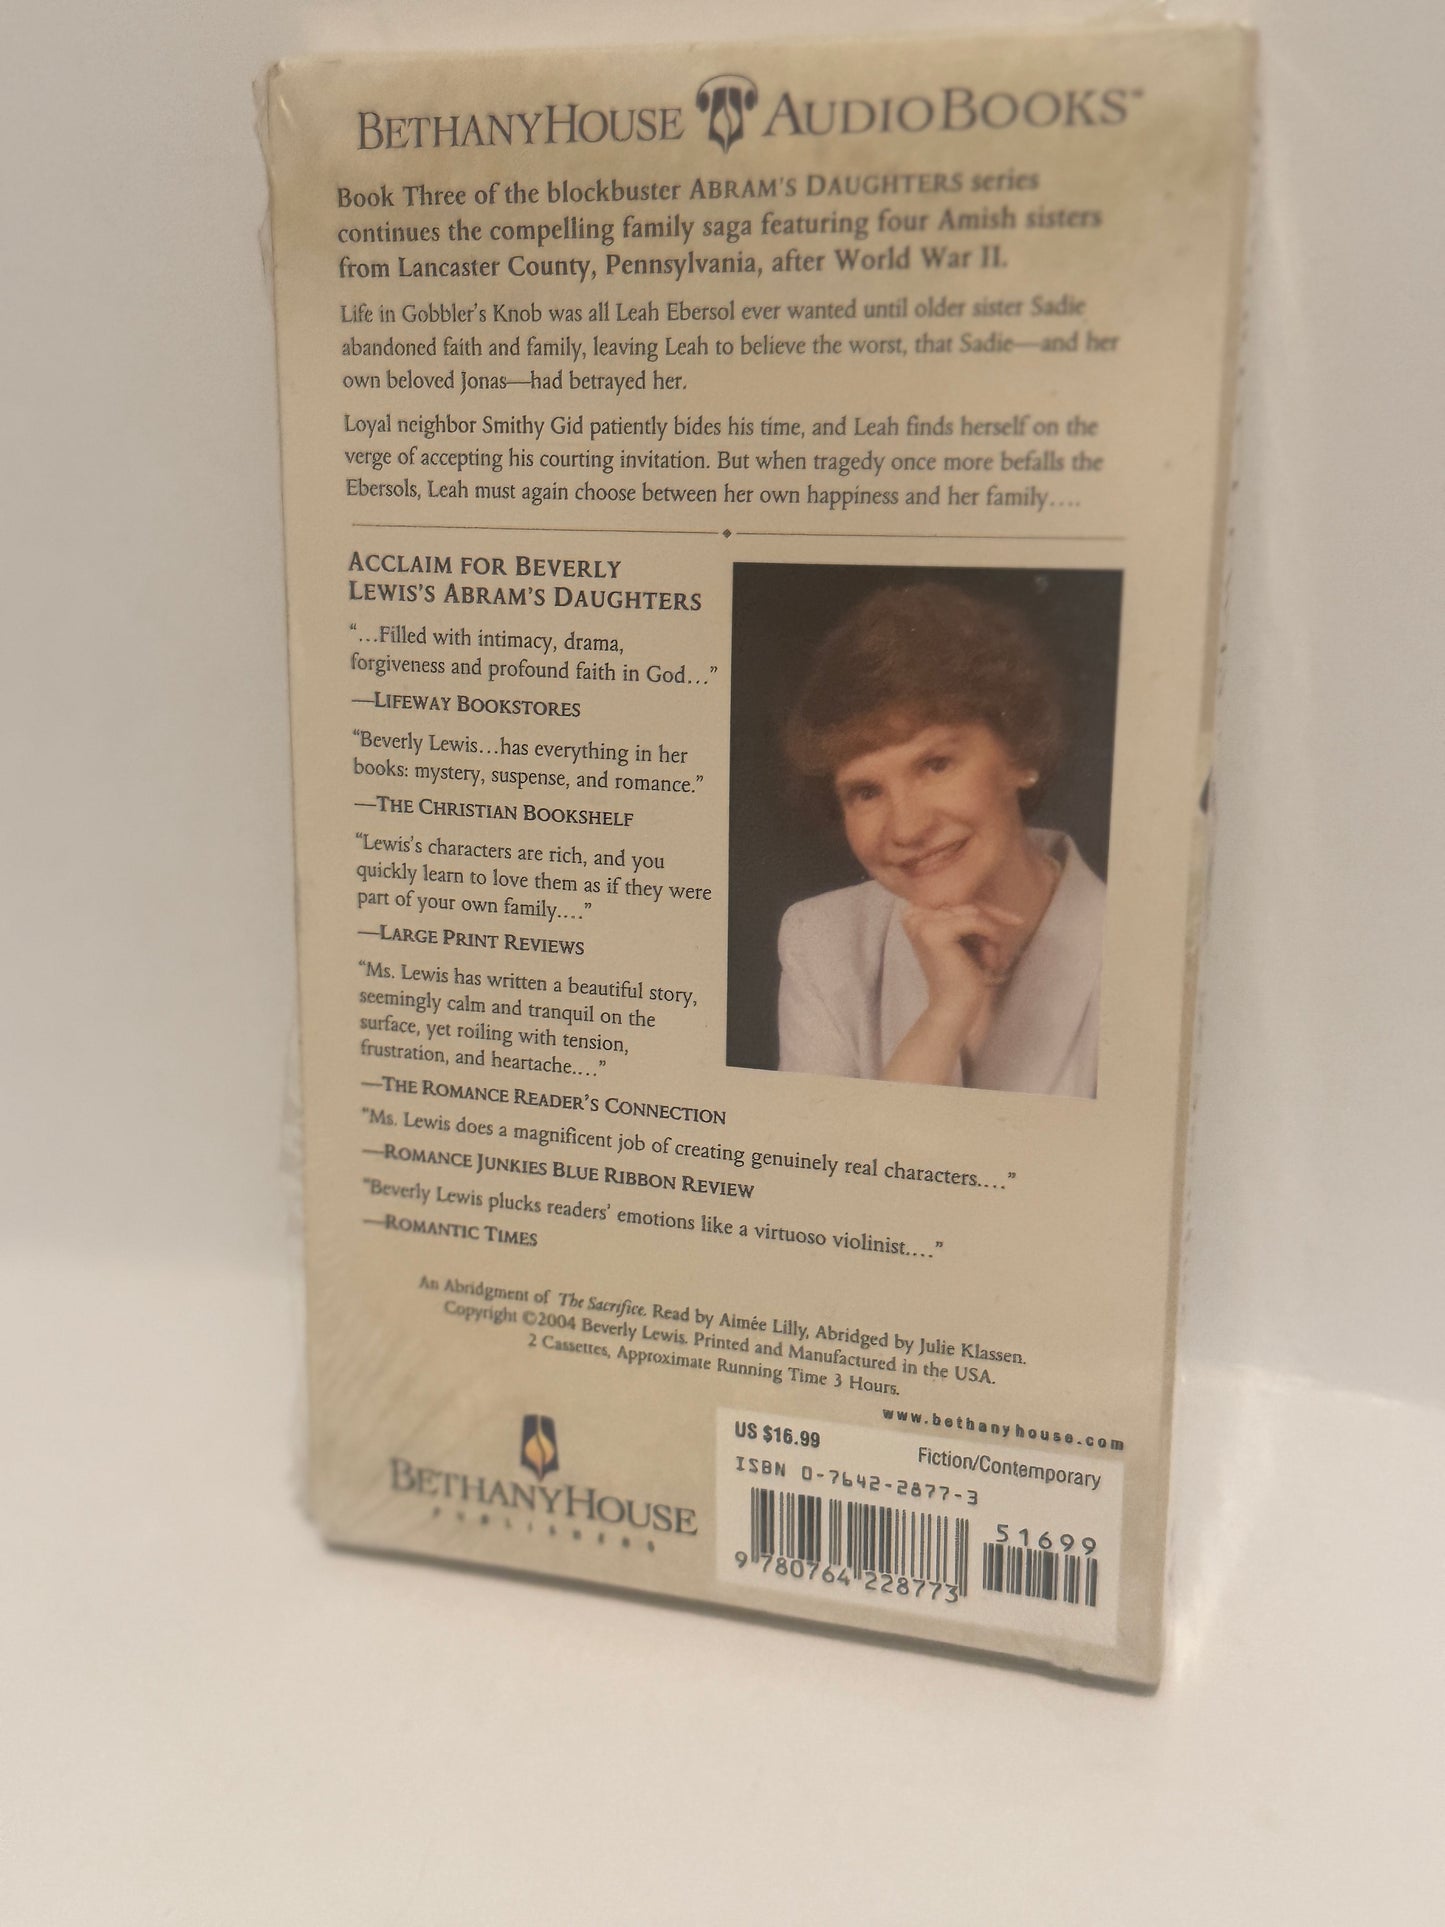 BETHANYHOUSE AUDIOBOOKS™
Book Three of the blockbuster ABRAM'S DAUGHTERS series
continues the compelling family saga featuring four Amish sisters
from Lancaster County, Pennsylvania, after World War II.
Life in Gobbler's Knob was all Leah Ebersol ever wanted until older sister Sadie
abandoned faith and family, leaving Leah to believe the worst, that Sadie—and her
own beloved Jonas—had betrayed her.
Loyal neighbor Smithy Gid patiently bides his time, and Leah finds herself on the
verge of accepting his courting invitation. But when tragedy once more befalls the
Ebersols, Leah must again choose between her own happiness and her family....
ACCLAIM FOR BEVERLY
LEWIS'S ABRAM'S DAUGHTERS
“...Filled with intimacy, drama,
forgiveness and profound faith in God...”
—LIFEWAY BOOKSTORES
“Beverly Lewis...has everything in her
books: mystery, suspense, and romance.”
—THE CHRISTIAN BOOKSHELF
“Lewis's characters are rich, and you
quickly learn to love them as if they were
part of your own family....”
—LARGE PRINT REVIEWS
“Ms. Lewis has written a beautiful story,
seemingly calm and tranquil on the
surface, yet roiling with tension,
frustration, and heartache....”
—THE ROMANCE READER'S CONNECTION
“Ms. Lewis does a magnificent job of creating genuinely real characters....”
—ROMANCE JUNKIES BLUE RIBBON REVIEW
“Beverly Lewis plucks readers' emotions like a virtuoso violinist....”
—ROMANTIC TIMES
An Abridgment of The Sacrifice. Read by Aimée Lilly, Abridged by Julie Klassen.
Copyright ©2004 Beverly Lewis. Printed and Manufactured in the USA.
2 Cassettes, Approximate Running Time 3 Hours.
www.bethanyhouse.com
US $16.99
Fiction/Contemporary
ISBN 0-7642-2877-3
51699
9 780764 228773
BETHANYHOUSE
PUBLISHERS